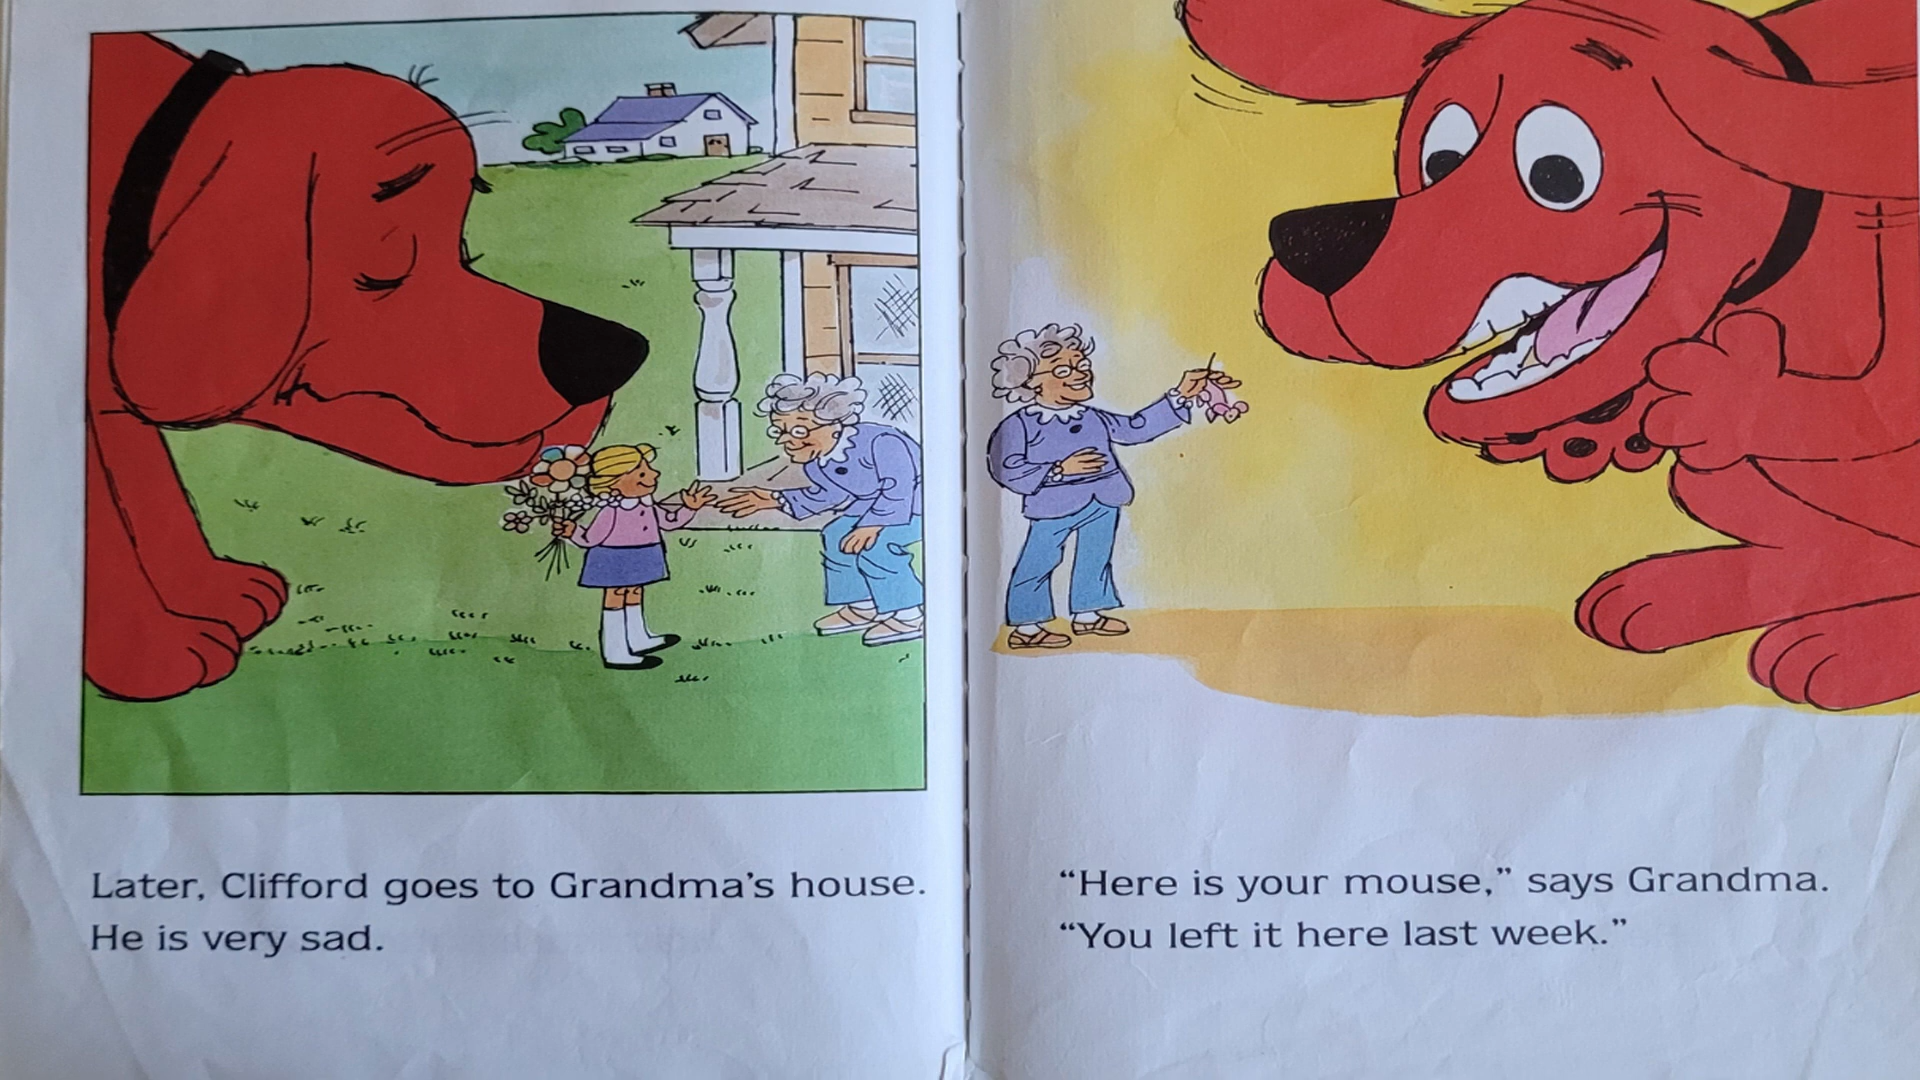 Later, Clifford goes to Grandma’s house.
He is very sad.
“Here is your mouse,” says Grandma.
“You left it here last week.”